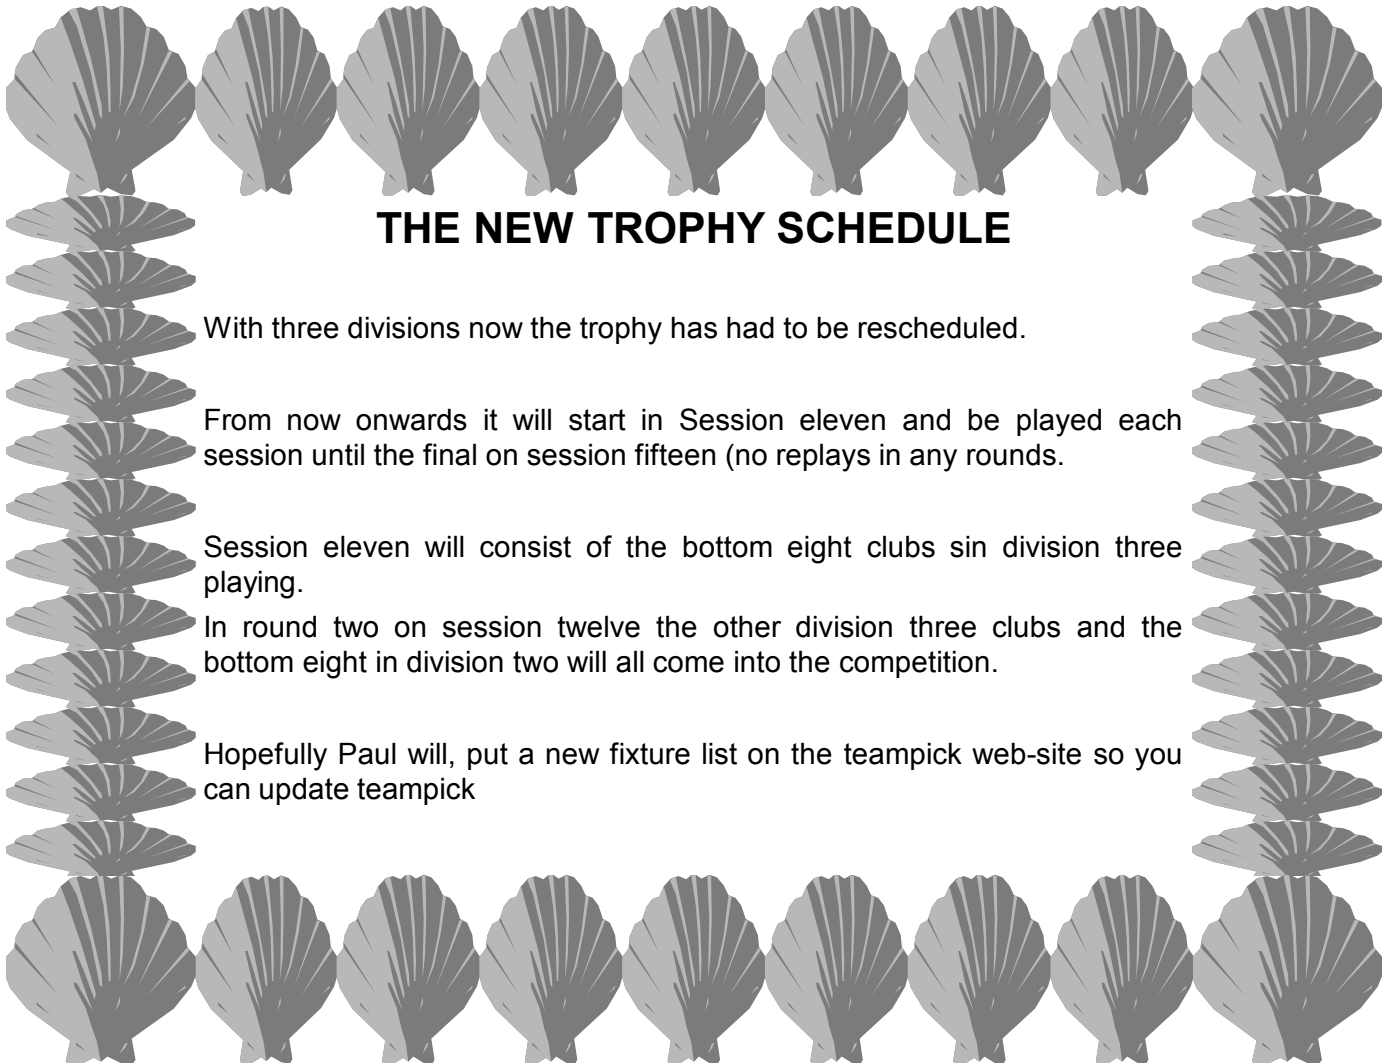 THE NEW TROPHY SCHEDULE
With three divisions now the trophy has had to be rescheduled.
From now onwards it will start in Session eleven and be played each
session until the final on session fifteen (no replays in any rounds.
Session eleven will consist of the bottom eight clubs sin division three
playing.
In round two on session twelve the other division three clubs and the
bottom eight in division two will all come into the competition.
Hopefully Paul will, put a new fixture list on the teampick web-site so you
can update teampick